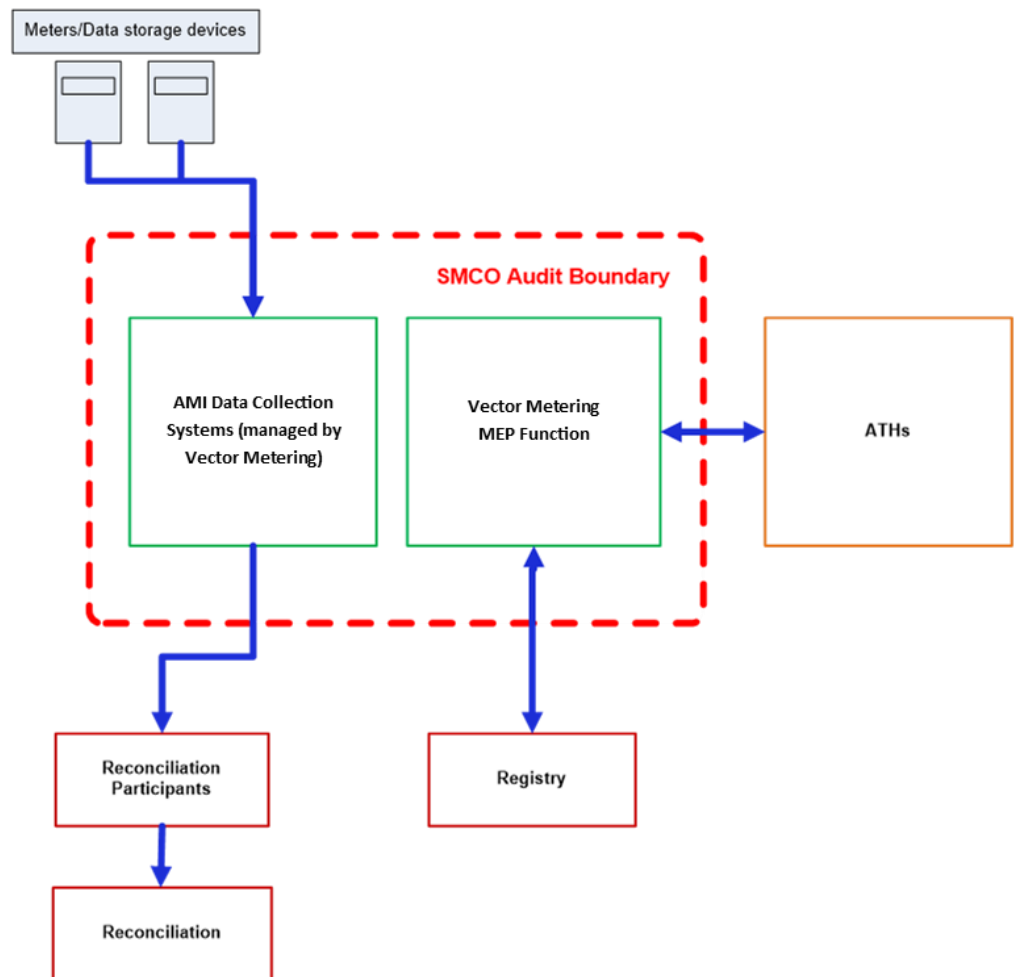 Meters/Data storage devices
SMCO Audit Boundary
AMI Data Collection
Systems (managed by
Vector Metering)
Vector Metering
MEP Function
ATHs
Reconciliation
Participants
Registry
Reconciliation